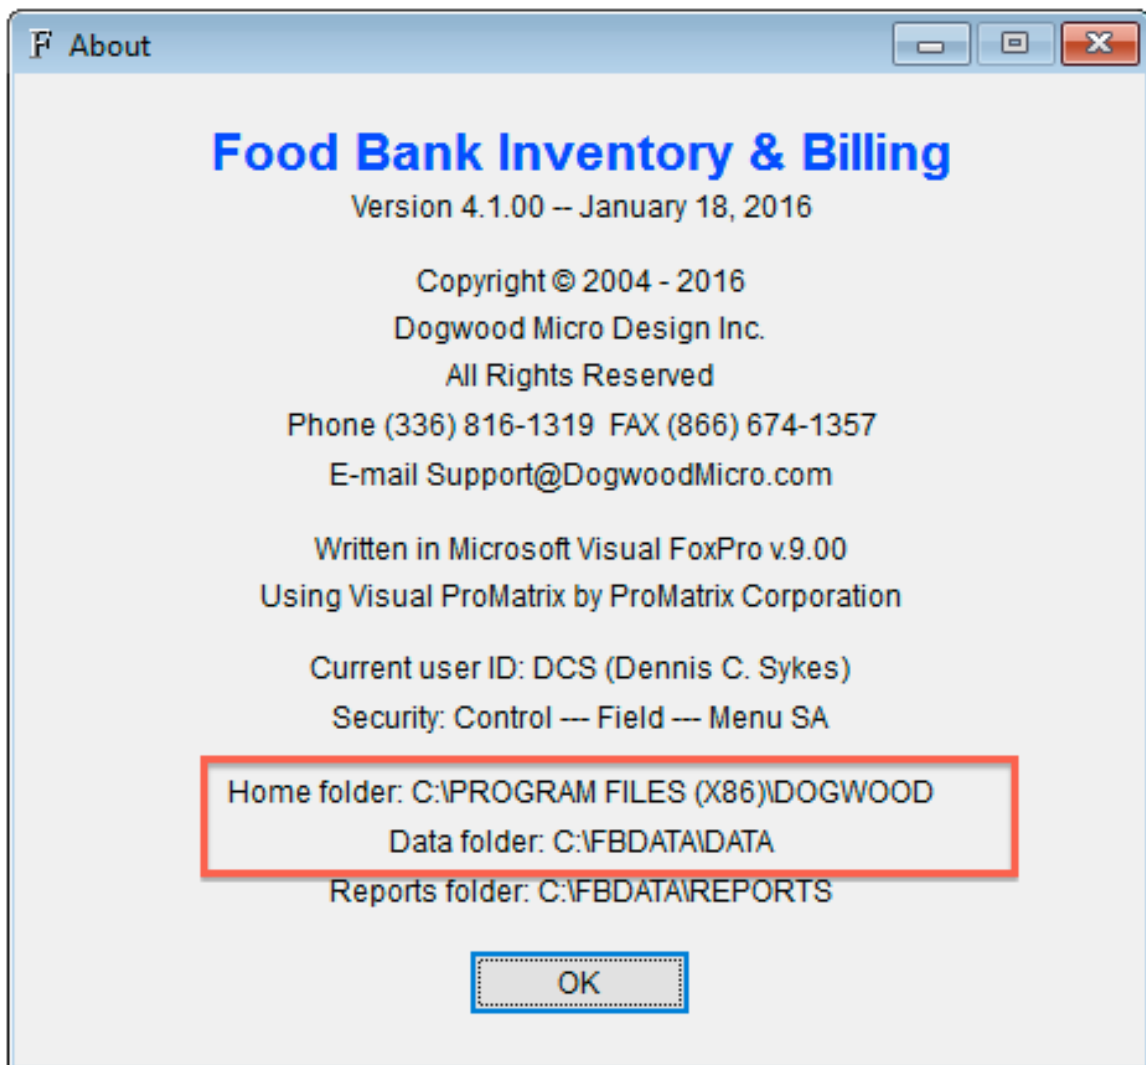 F About
Food Bank Inventory & Billing
Version 4.1.00 -- January 18, 2016
Copyright © 2004 - 2016
Dogwood Micro Design Inc.
All Rights Reserved
Phone (336) 816-1319  FAX (866) 674-1357
E-mail Support@DogwoodMicro.com
Written in Microsoft Visual FoxPro v.9.00
Using Visual ProMatrix by ProMatrix Corporation
Current user ID: DCS (Dennis C. Sykes)
Security: Control --- Field --- Menu SA
Home folder: C:\PROGRAM FILES (X86)\DOGWOOD
Data folder: C:\FBDATA\DATA
Reports folder: C:\FBDATA\REPORTS
OK